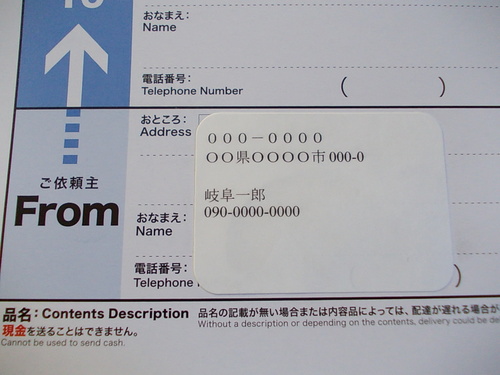 To
おなまえ:
Name
電話番号:
Telephone Number ( )
おところ:
Address
〇〇〇-〇〇〇〇
〇〇県〇〇〇〇市000-0
ご依頼主
From
岐阜一郎
090-0000-0000
おなまえ:
Name
電話番号:
Telephone )
品名:Contents Description
品名の記載が無い場合または内容品によっては、配達が遅れる場合が
現金を送ることはできません。
Without a description or depending on the contents, delivery could be de
Cannot be used to send cash.